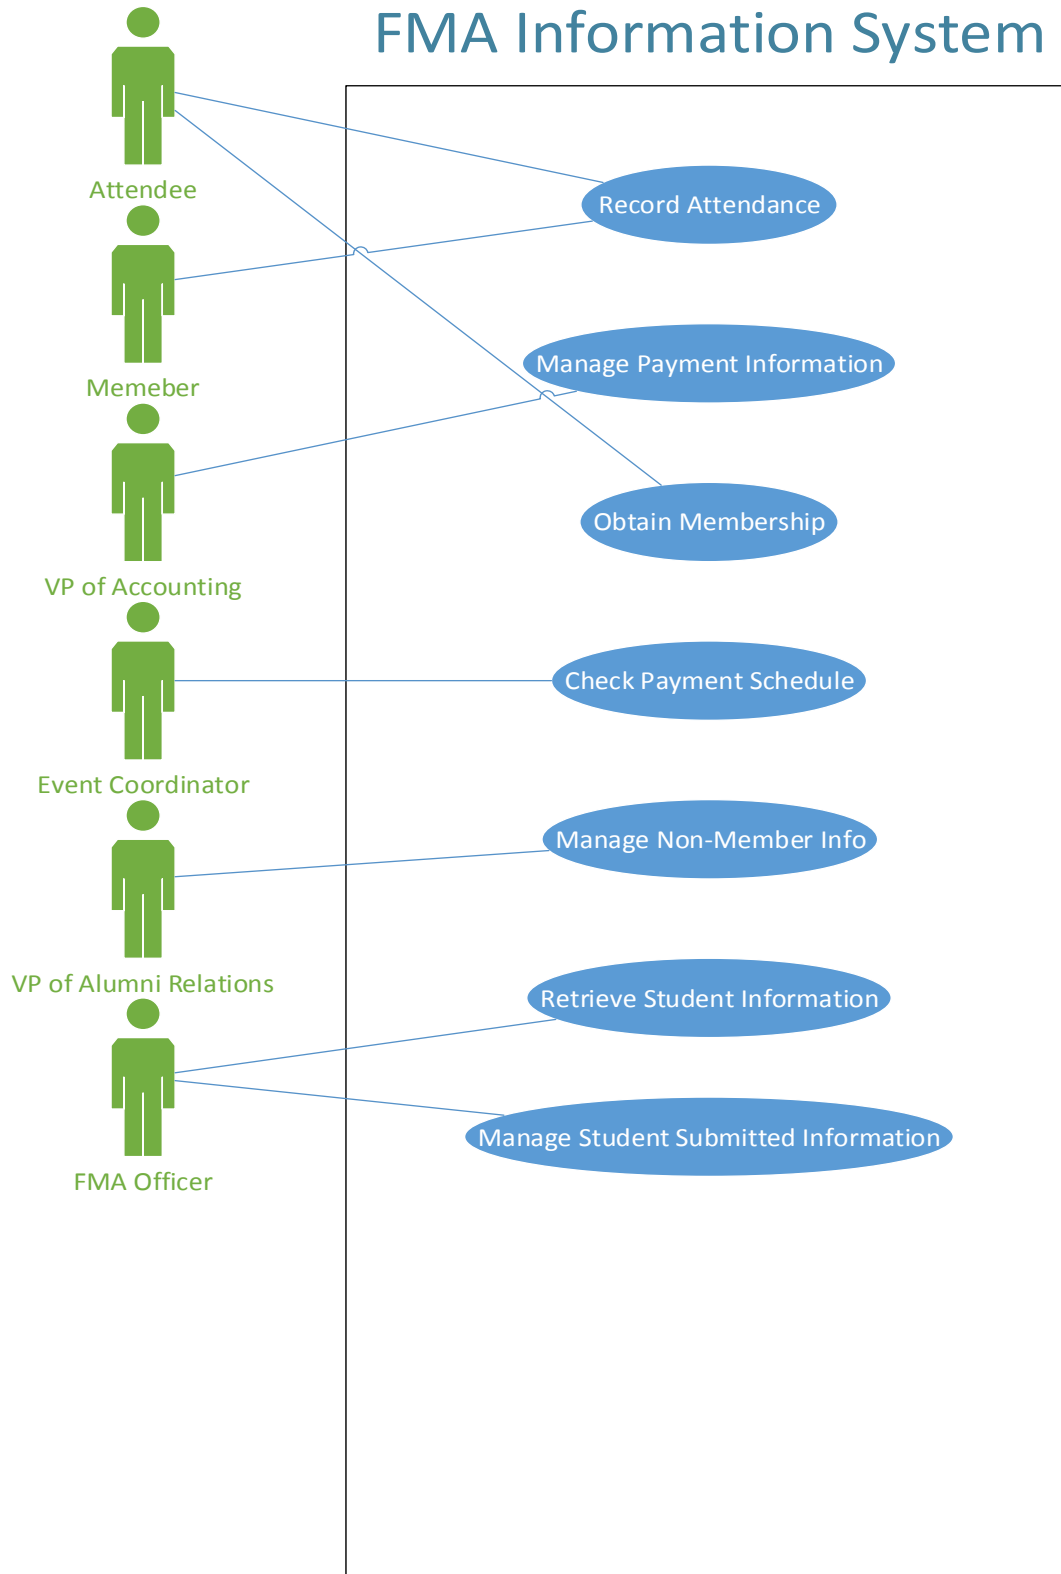 FMA Information System
Attendee
Record Attendance
Memeber
Manage Payment Information
VP of Accounting
Obtain Membership
Check Payment Schedule
Event Coordinator
Manage Non-Member Info
VP of Alumni Relations
Retrieve Student Information
Manage Student Submitted Information
FMA Officer